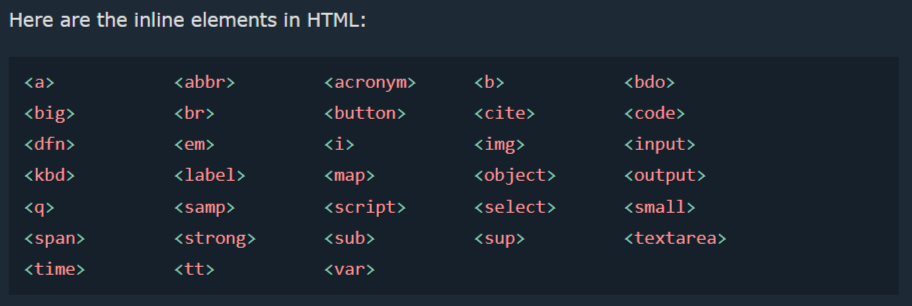 Here are the inline elements in HTML:
<a> <abbr> <acronym> <b> <bdo>
<big> <br> <button> <cite> <code>
<dfn> <em> <i> <img> <input>
<kbd> <label> <map> <object> <output>
<q> <samp> <script> <select> <small>
<span> <strong> <sub> <sup> <textarea>
<time> <tt> <var>